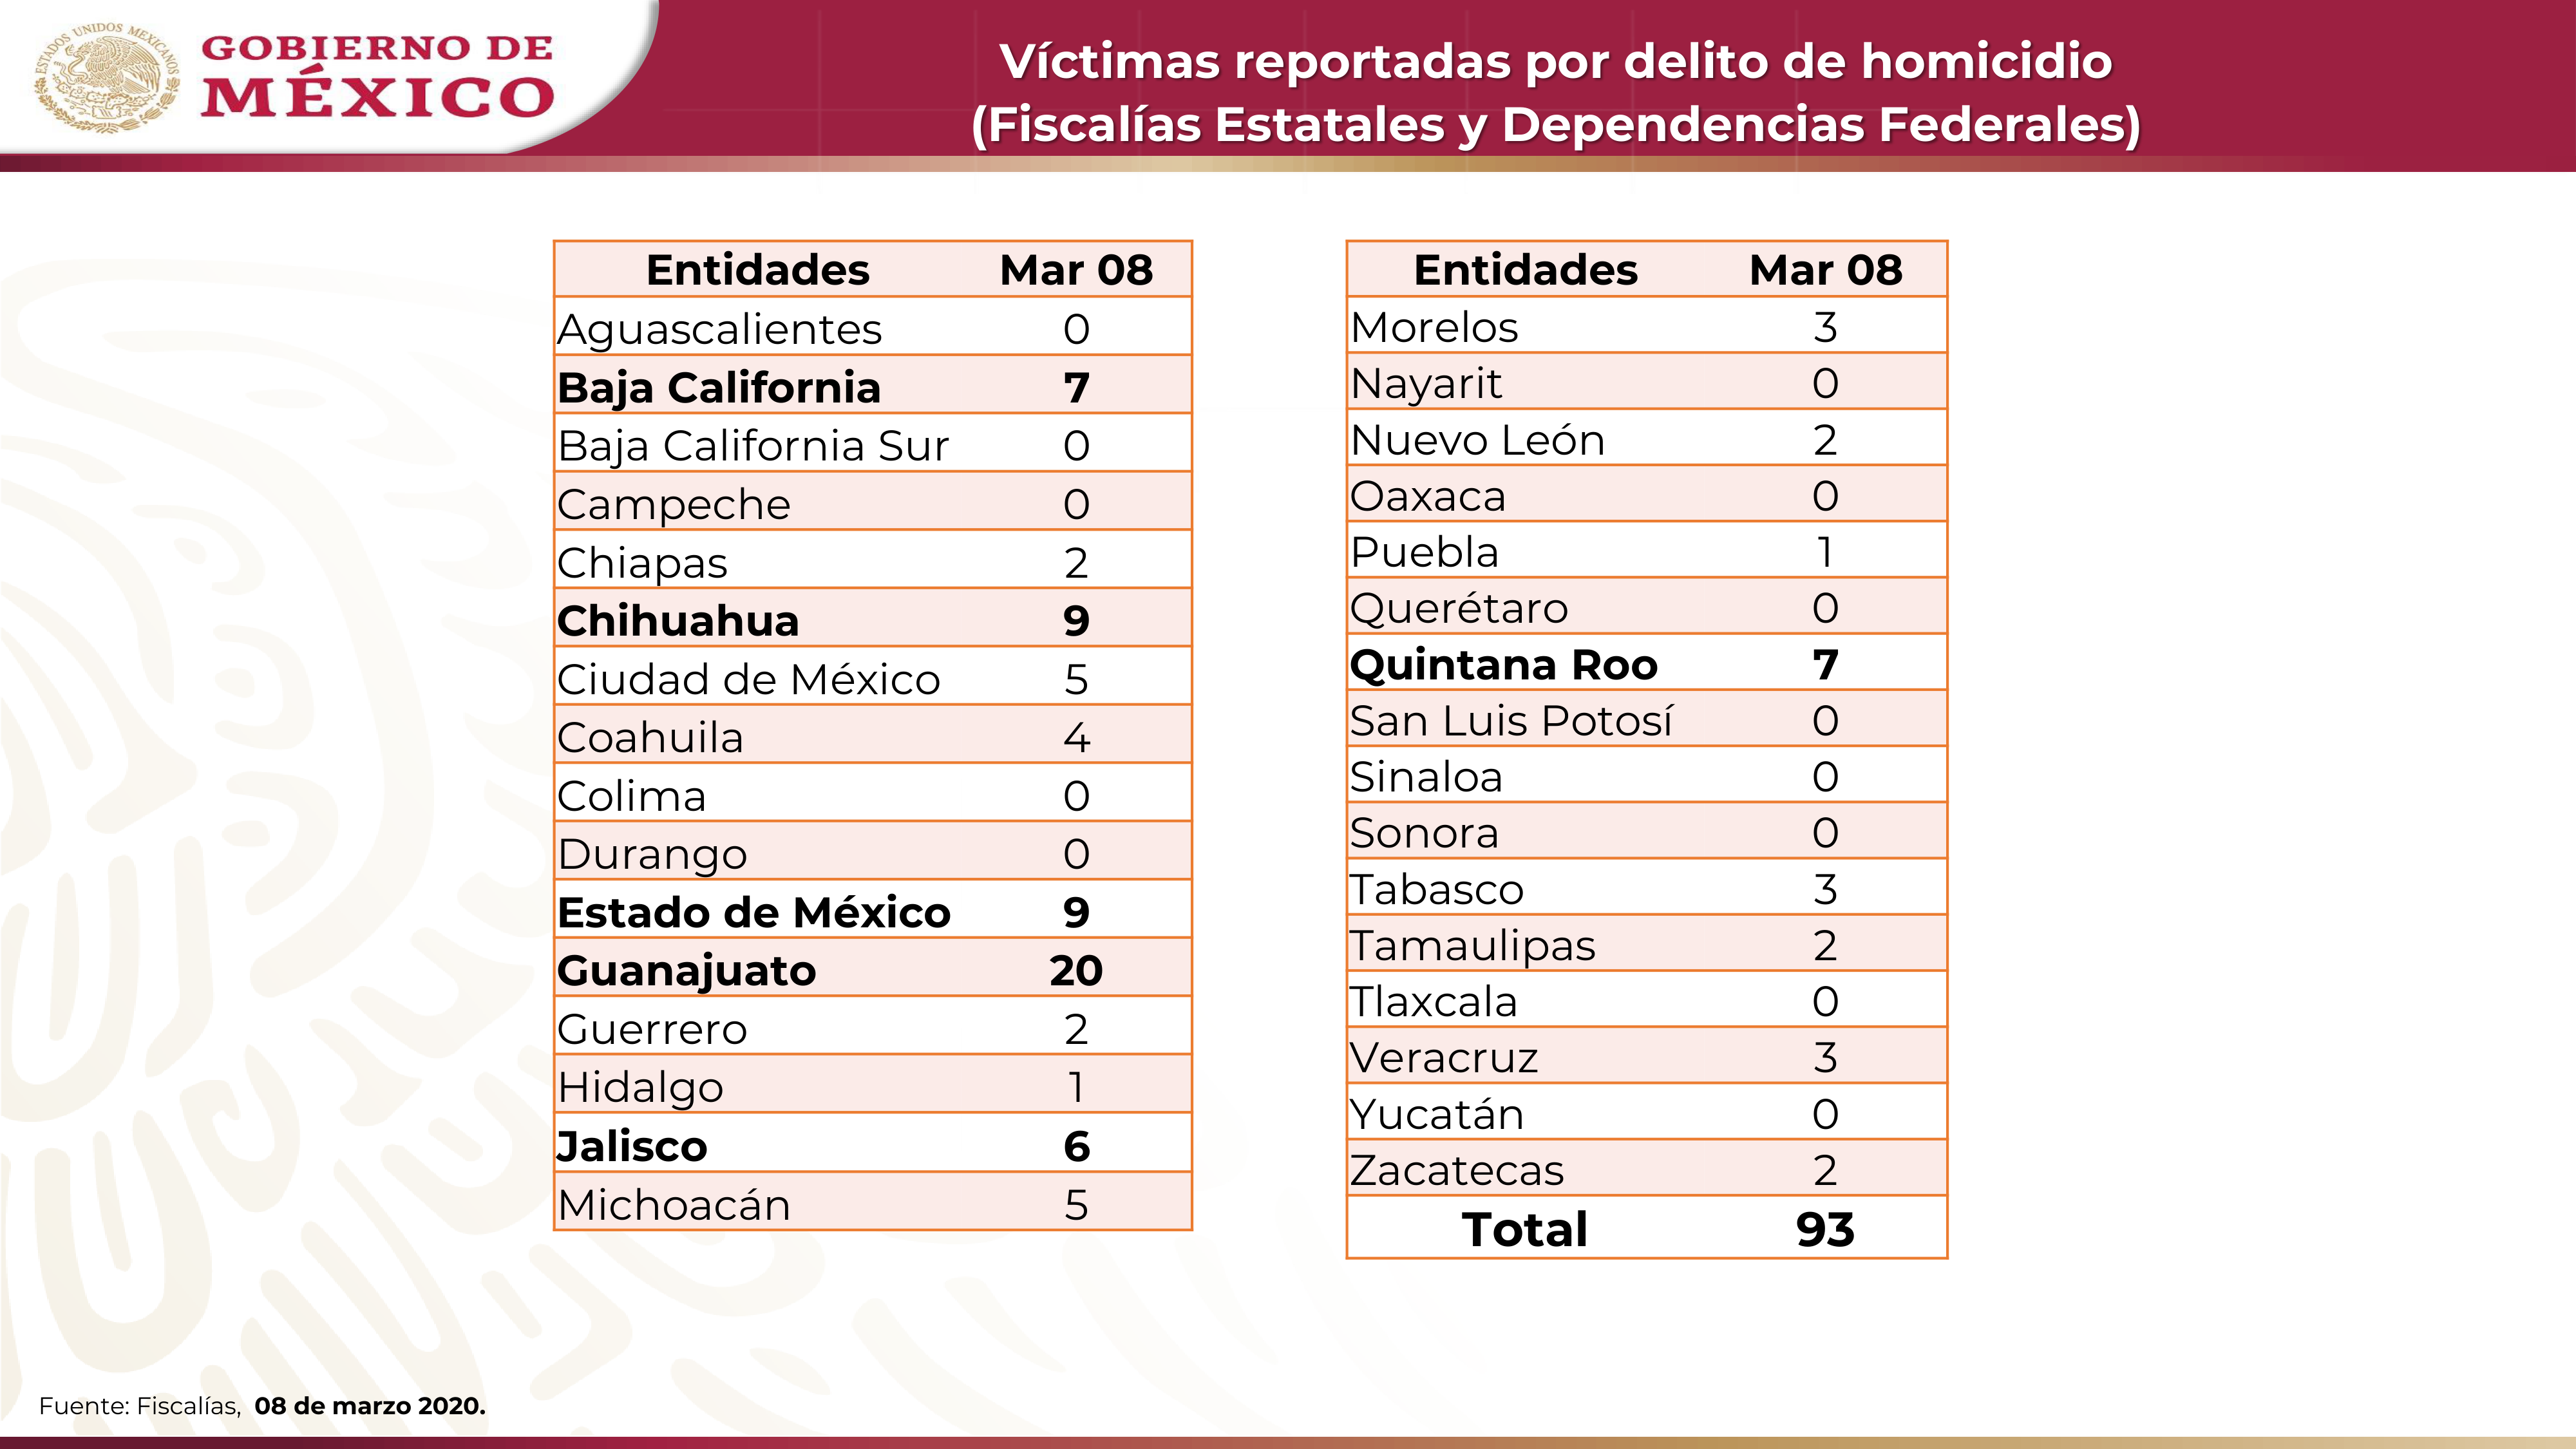 ESTADOS UNIDOS MEXICANOS
GOBIERNO DE
MÉXICO
Víctimas reportadas por delito de homicidio
(Fiscalías Estatales y Dependencias Federales)
Entidades Mar 08
Aguascalientes 0
Baja California 7
Baja California Sur 0
Campeche 0
Chiapas 2
Chihuahua 9
Ciudad de México 5
Coahuila 4
Colima 0
Durango 0
Estado de México 9
Guanajuato 20
Guerrero 2
Hidalgo 1
Jalisco 6
Michoacán 5
Entidades Mar 08
Morelos 3
Nayarit 0
Nuevo León 2
Oaxaca 0
Puebla 1
Querétaro 0
Quintana Roo 7
San Luis Potosí 0
Sinaloa 0
Sonora 0
Tabasco 3
Tamaulipas 2
Tlaxcala 0
Veracruz 3
Yucatán 0
Zacatecas 2
Total 93
Fuente: Fiscalías, 08 de marzo 2020.